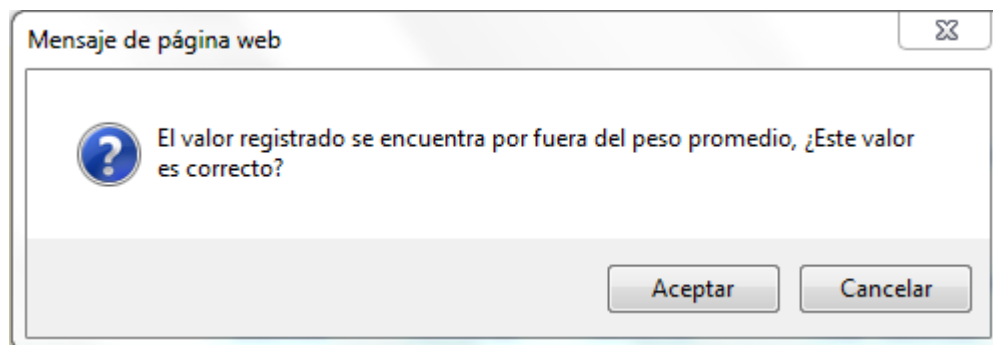 Mensaje de página web
El valor registrado se encuentra por fuera del peso promedio, ¿Este valor
es correcto?
Aceptar
Cancelar